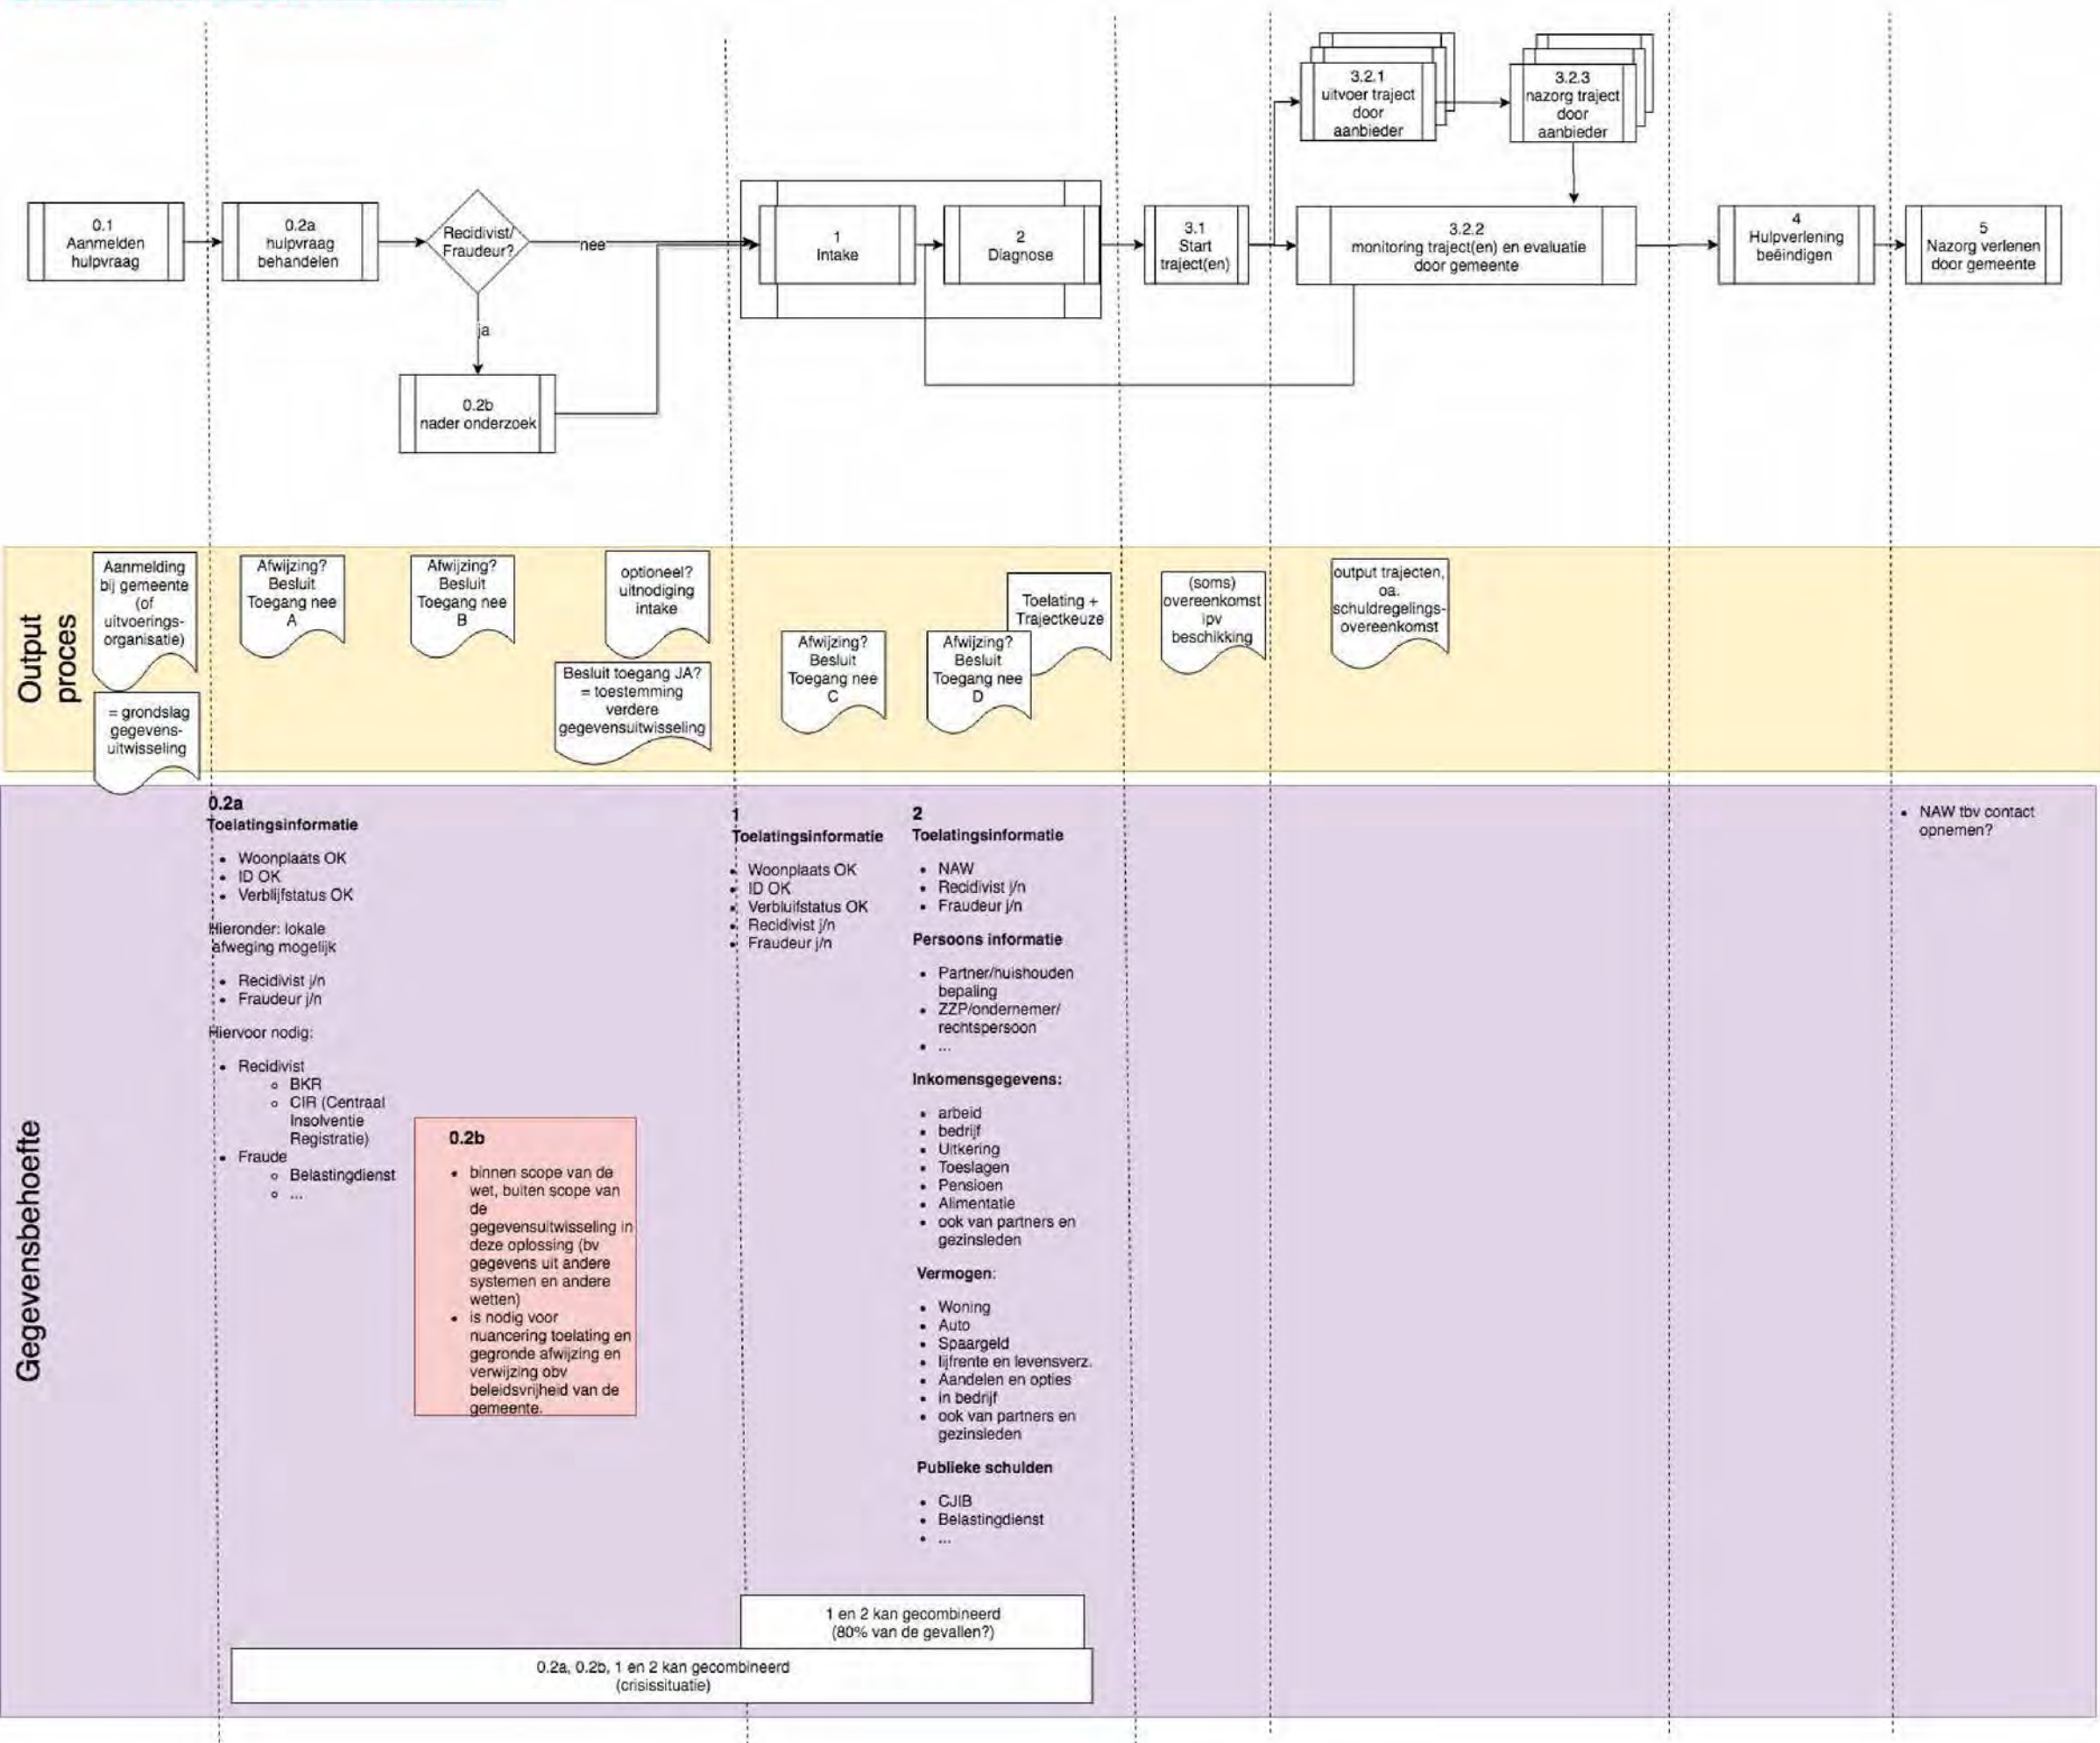 0.1
Aanmelden
hulpvraag
0.2a
hulpvraag
behandelen
Recidivist/
Fraudeur?
nee
ja
0.2b
nader onderzoek
1
Intake
2
Diagnose
3.1
Start
traject(en)
3.2.1
uitvoer traject
door
aanbieder
3.2.3
nazorg traject
door
aanbieder
3.2.2
monitoring traject(en) en evaluatie
door gemeente
4
Hulpverlening
beëindigen
5
Nazorg verlenen
door gemeente
Output
proces
Aanmelding
bij gemeente
(of
uitvoerings-
organisatie)
= grondslag
gegevens-
uitwisseling
Afwijzing?
Besluit
Toegang nee
A
Afwijzing?
Besluit
Toegang nee
B
optioneel?
uitnodiging
intake
Besluit toegang JA?
= toestemming
verdere
gegevensuitwisseling
Afwijzing?
Besluit
Toegang nee
C
Toelating +
Trajectkeuze
Afwijzing?
Besluit
Toegang nee
D
(soms)
overeenkomst
ipv
beschikking
output trajecten,
oa.
schuldregelings-
overeenkomst
Gegevensbehoefte
0.2a
Toelatingsinformatie
• Woonplaats OK
• ID OK
• Verblijfstatus OK
Hieronder: lokale
afweging mogelijk
• Recidivist j/n
• Fraudeur j/n
Hiervoor nodig:
• Recidivist
○ BKR
○ CIR (Centraal
Insolventie
Registratie)
• Fraude
○ Belastingdienst
○ ...
0.2b
• binnen scope van de
wet, buiten scope van
de
gegevensuitwisseling in
deze oplossing (bv
gegevens uit andere
systemen en andere
wetten)
• is nodig voor
nuancering toelating en
gegronde afwijzing en
verwijzing obv
beleidsvrijheid van de
gemeente.
1
Toelatingsinformatie
• Woonplaats OK
• ID OK
• Verbluifstatus OK
• Recidivist j/n
• Fraudeur j/n
2
Toelatingsinformatie
• NAW
• Recidivist j/n
• Fraudeur j/n
Persoons informatie
• Partner/huishouden
bepaling
• ZZP/ondernemer/
rechtspersoon
• ...
Inkomensgegevens:
• arbeid
• bedrijf
• Uitkering
• Toeslagen
• Pensioen
• Alimentatie
• ook van partners en
gezinsleden
Vermogen:
• Woning
• Auto
• Spaargeld
• lijfrente en levensverz.
• Aandelen en opties
• in bedrijf
• ook van partners en
gezinsleden
Publieke schulden
• CJIB
• Belastingdienst
• ...
• NAW tbv contact
opnemen?
1 en 2 kan gecombineerd
(80% van de gevallen?)
0.2a, 0.2b, 1 en 2 kan gecombineerd
(crisissituatie)